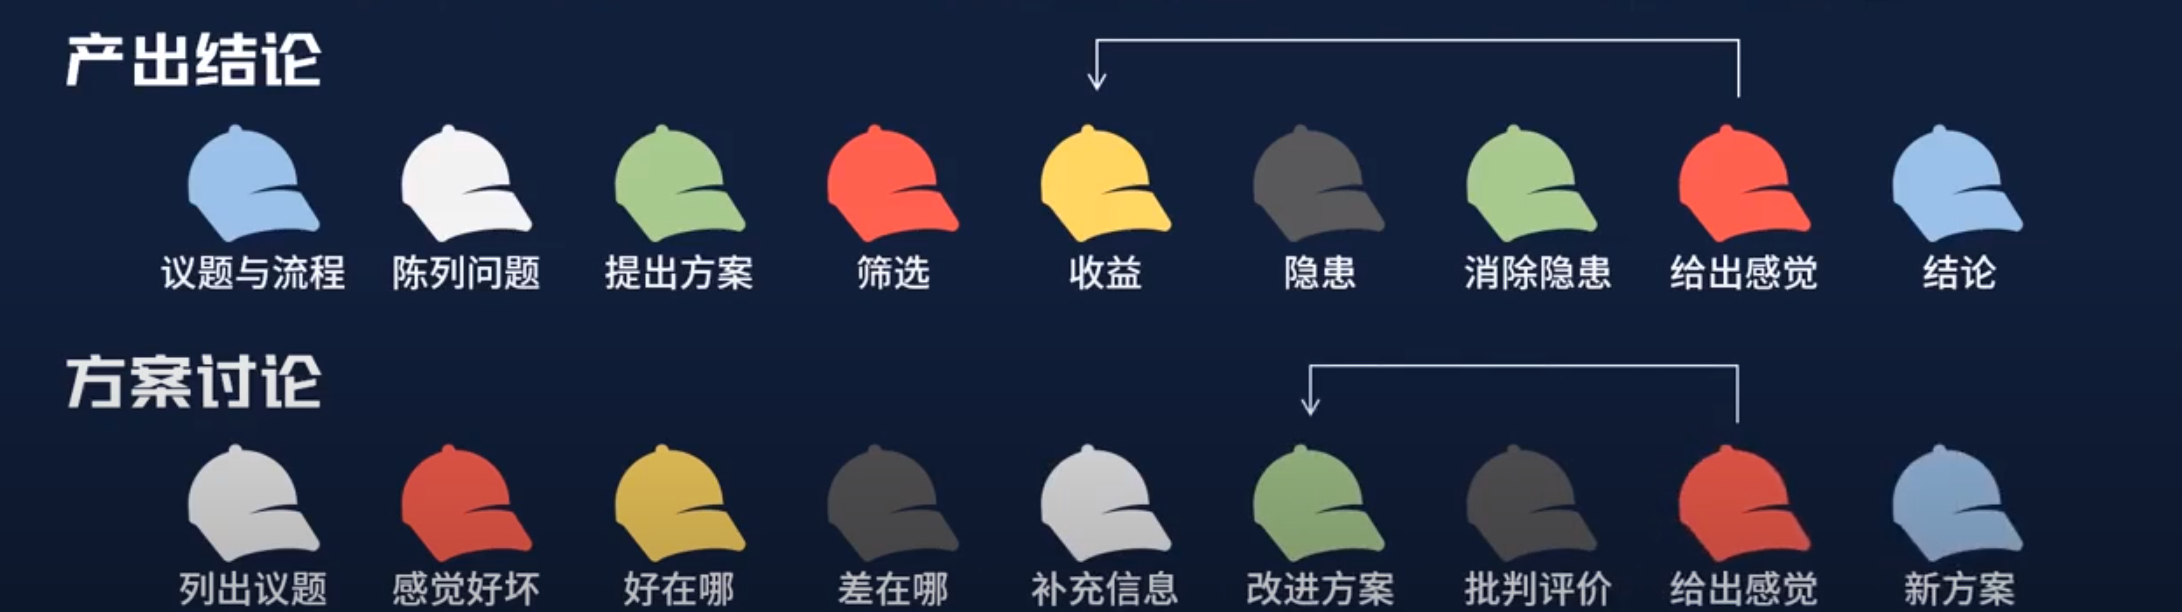 产出结论
议题与流程 陈列问题 提出方案 筛选 收益 隐患 消除隐患 给出感觉 结论
方案讨论
列出议题 感觉好坏 好在哪 差在哪 补充信息 改进方案 批判评价 给出感觉 新方案